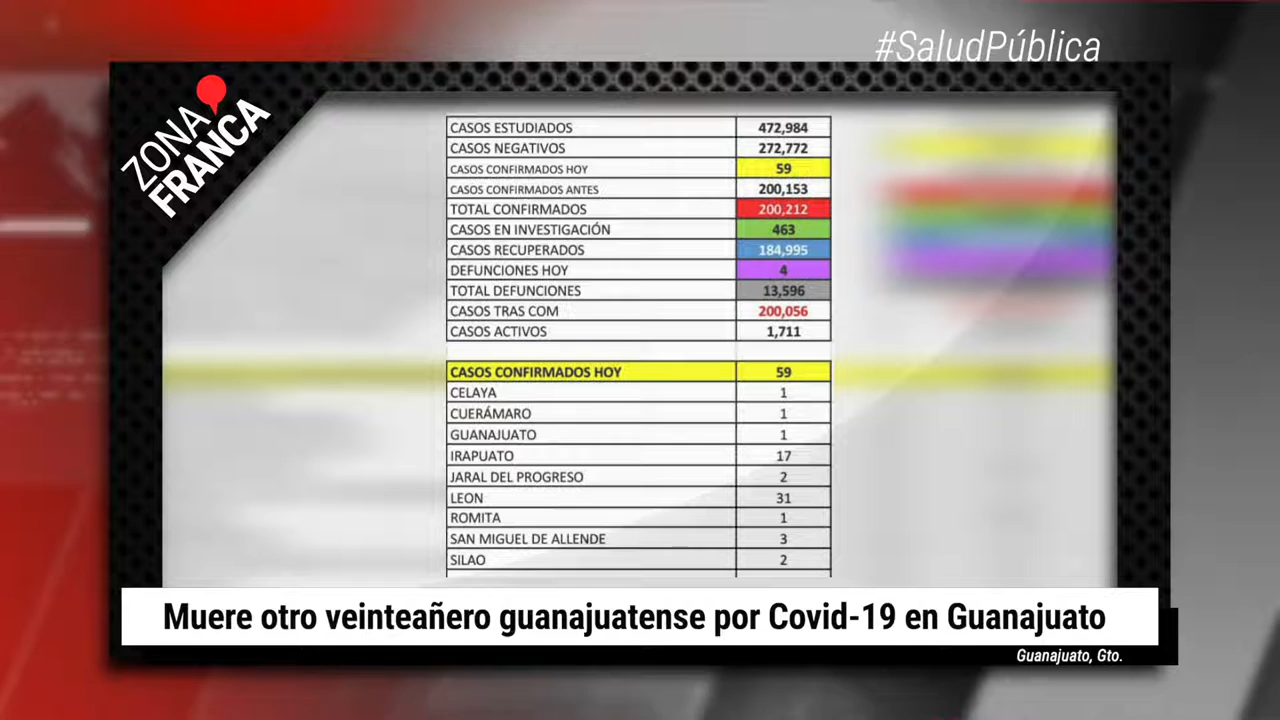 #SaludPública
ZONA
FRANCA
CASOS ESTUDIADOS 472,984
CASOS NEGATIVOS 272,772
CASOS CONFIRMADOS HOY 59
CASOS CONFIRMADOS ANTES 200,153
TOTAL CONFIRMADOS 200,212
CASOS EN INVESTIGACIÓN 463
CASOS RECUPERADOS 184,995
DEFUNCIONES HOY 4
TOTAL DEFUNCIONES 13,596
CASOS TRAS COM 200,056
CASOS ACTIVOS 1,711
CASOS CONFIRMADOS HOY 59
CELAYA 1
CUERÁMARO 1
GUANAJUATO 1
IRAPUATO 17
JARAL DEL PROGRESO 2
LEON 31
ROMITA 1
SAN MIGUEL DE ALLENDE 3
SILAO 2
Muere otro veinteañero guanajuatense por Covid-19 en Guanajuato
Guanajuato, Gto.